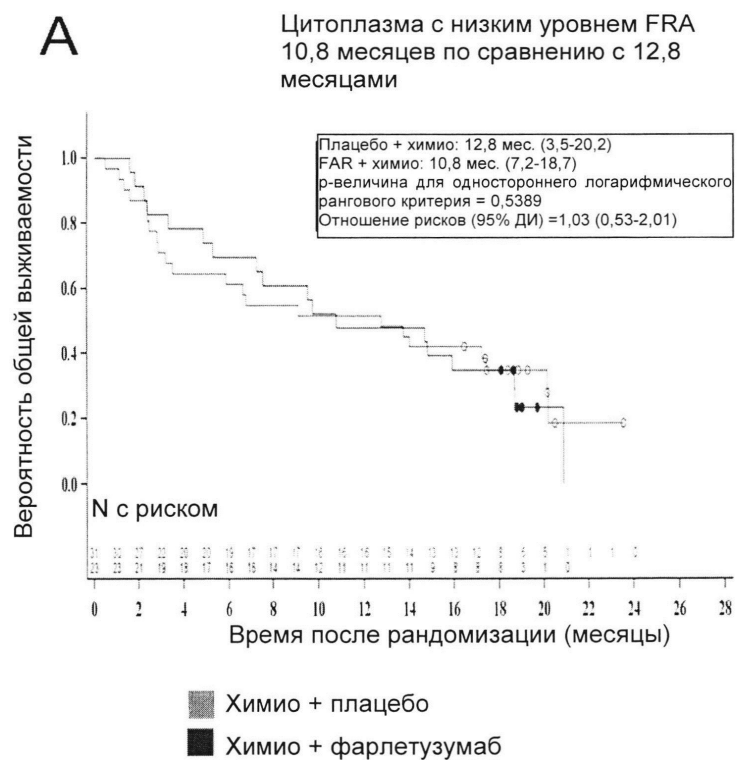 A
Цитоплазма с низким уровнем FRA
10,8 месяцев по сравнению с 12,8
месяцами
Плацебо + химио: 12,8 мес. (3,5-20,2)
FAR + химио: 10,8 мес. (7,2-18,7)
р-величина для одностороннего логарифмического
рангового критерия = 0,5389
Отношение рисков (95% ДИ) =1,03 (0,53-2,01)
Вероятность общей выживаемости
1.0
0.8
0.6
0.4
0.2
0.0
N с риском
0 2 4 6 8 10 12 14 16 18 20 22 24 26 28
Время после рандомизации (месяцы)
Химио + плацебо
Химио + фарлетузумаб